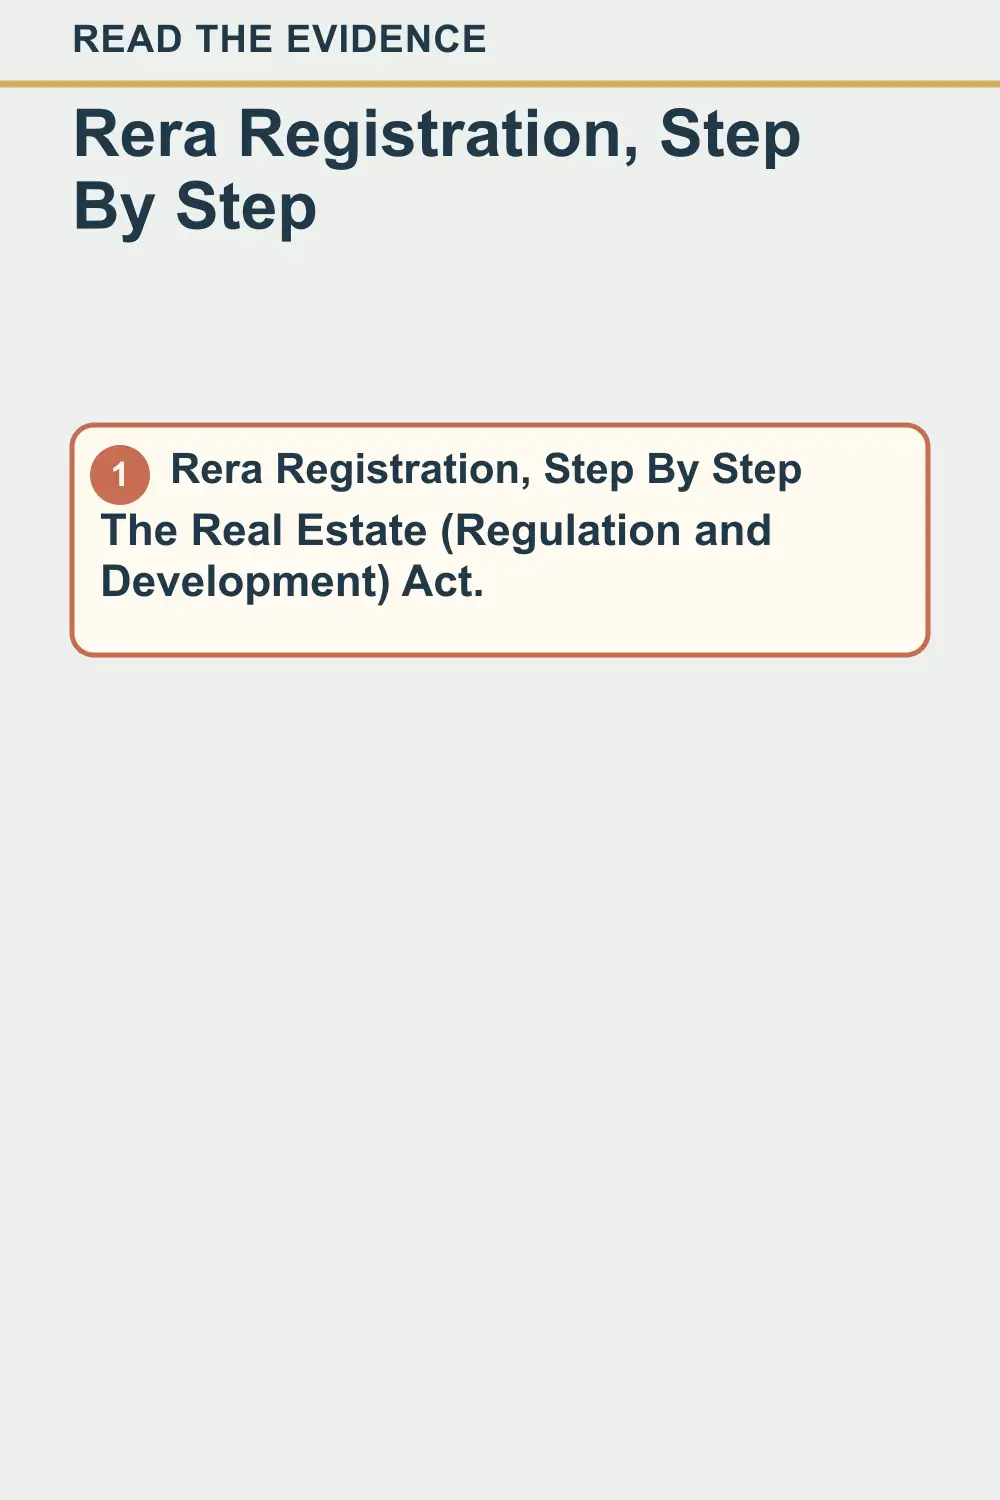 READ THE EVIDENCE
Rera Registration, Step
By Step
1 Rera Registration, Step By Step
The Real Estate (Regulation and
Development) Act.